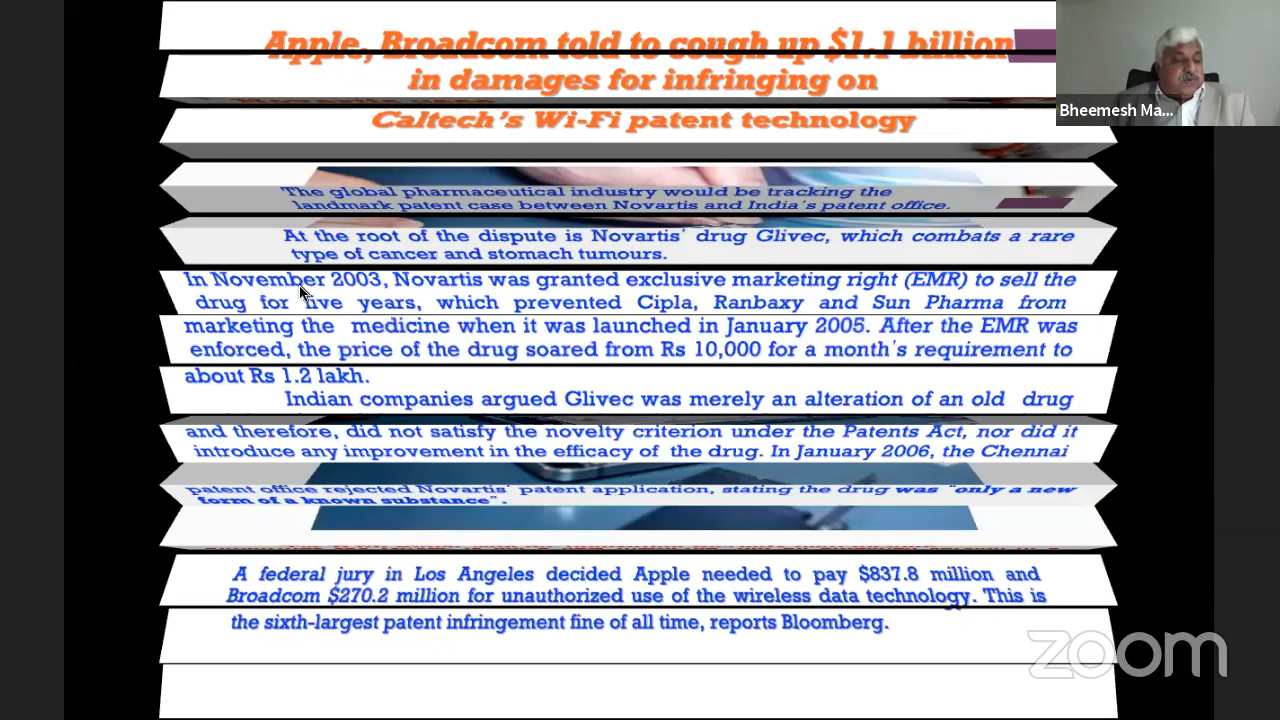 Apple, Broadcom told to cough up $1.1 billion
in damages for infringing on
Novartis case
Caltech's Wi-Fi patent technology
Bheemesh Ma...
The global pharmaceutical industry would be tracking the
landmark patent case between Novartis and India's patent office.
At the root of the dispute is Novartis' drug Glivec, which combats a rare
type of cancer and stomach tumours.
In November 2003, Novartis was granted exclusive marketing right (EMR) to sell the
drug for five years, which prevented Cipla, Ranbaxy and Sun Pharma from
marketing the medicine when it was launched in January 2005. After the EMR was
enforced, the price of the drug soared from Rs 10,000 for a month's requirement to
about Rs 1.2 lakh.
Indian companies argued Glivec was merely an alteration of an old drug
and therefore, did not satisfy the novelty criterion under the Patents Act, nor did it
introduce any improvement in the efficacy of the drug. In January 2006, the Chennai
patent office rejected Novartis' patent application, stating the drug was "only a new
form of a known substance".
A federal jury in Los Angeles decided Apple needed to pay $837.8 million and
Broadcom $270.2 million for unauthorized use of the wireless data technology. This is
the sixth-largest patent infringement fine of all time, reports Bloomberg.
zoom